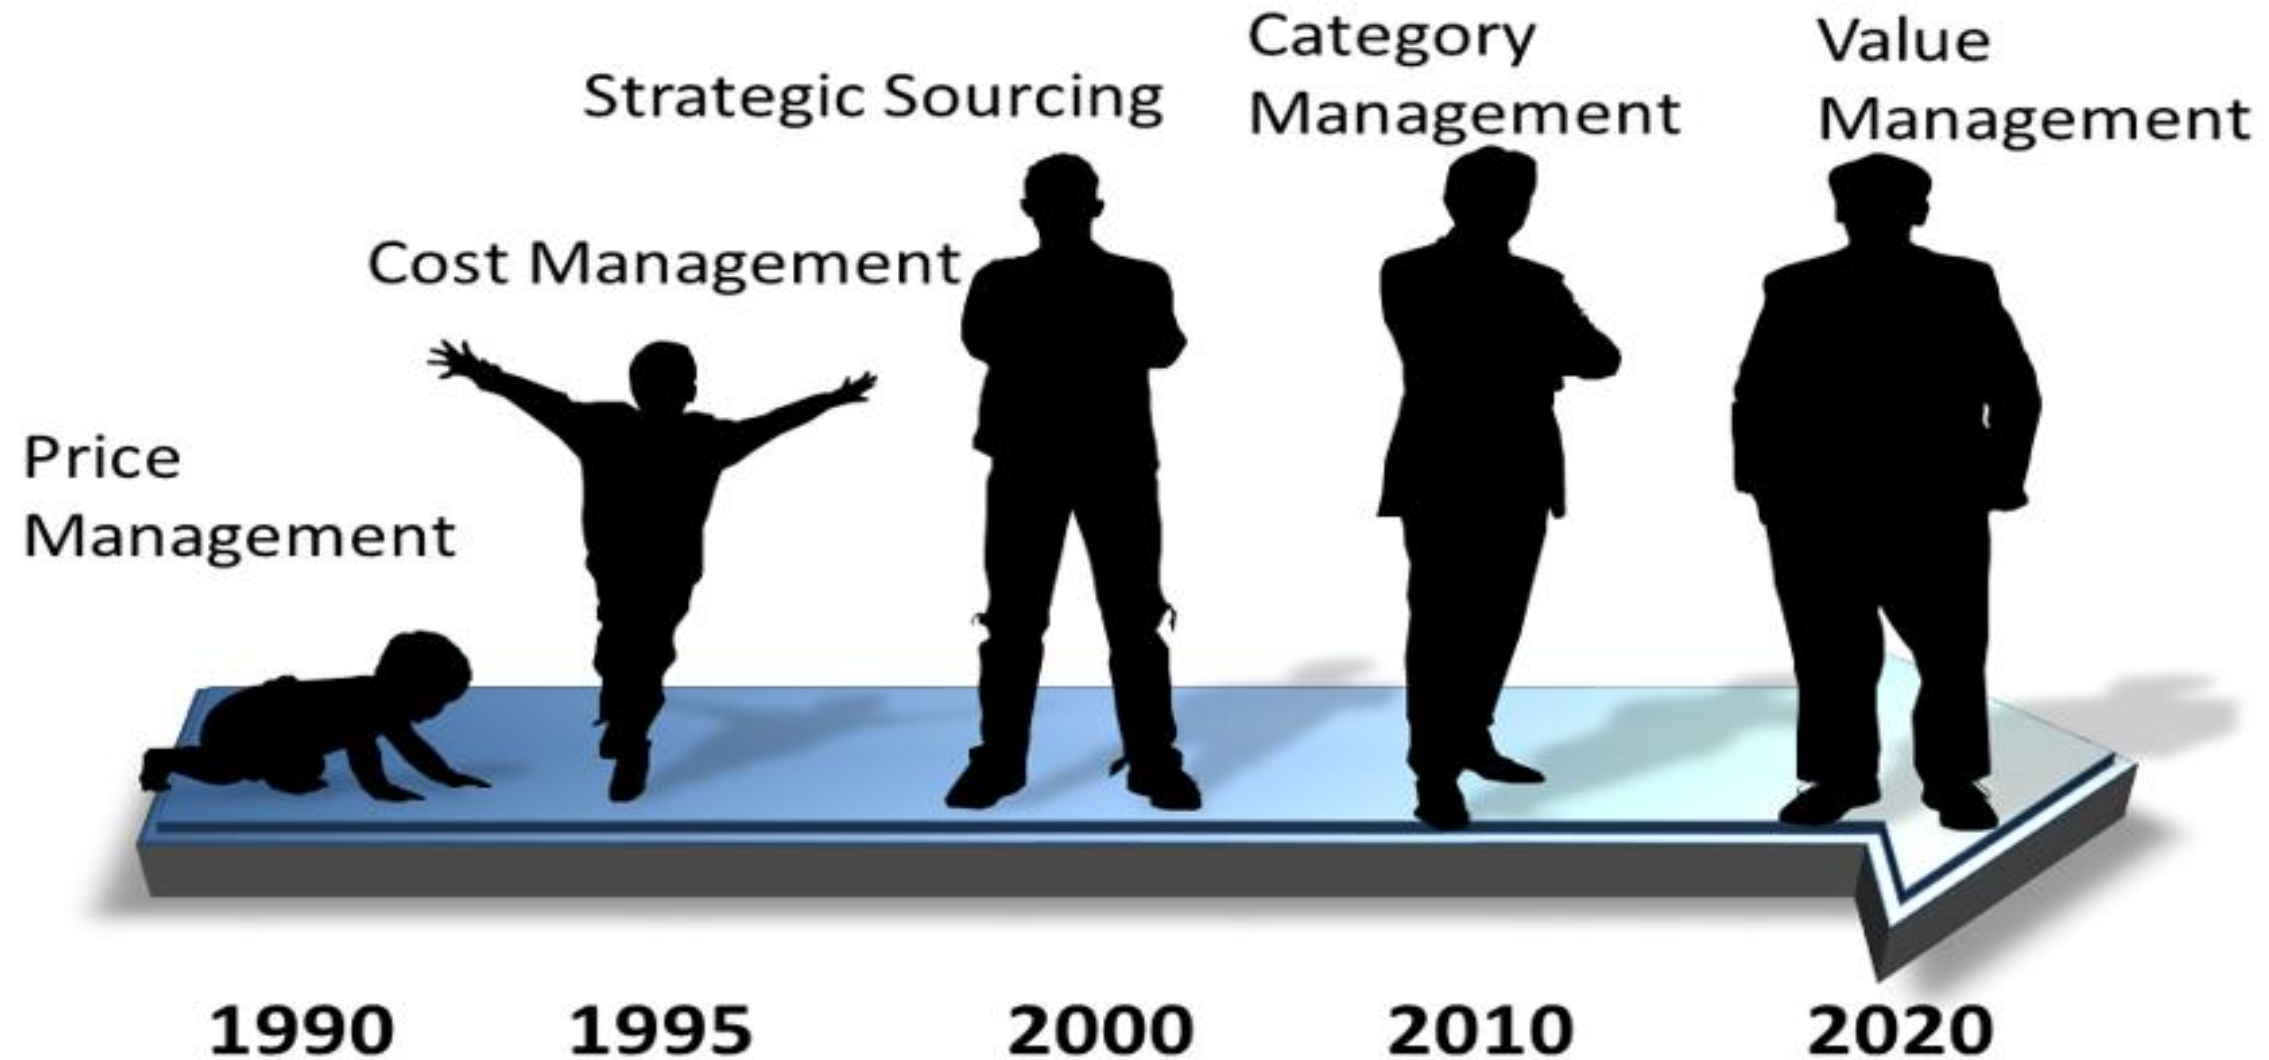 Price
Management
Cost Management
Strategic Sourcing
Category
Management
Value
Management
1990
1995
2000
2010
2020